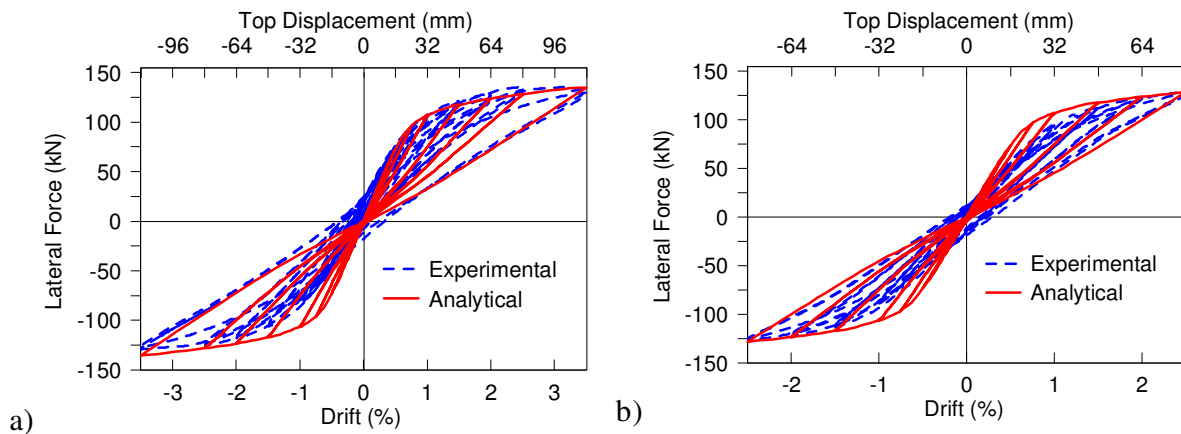 Top Displacement (mm)
-96 -64 -32 0 32 64 96
150
100
50
0
-50
-100
-150
Lateral Force (kN)
Experimental
Analytical
-3 -2 -1 0 1 2 3
Drift (%)
a)
Top Displacement (mm)
-64 -32 0 32 64
150
100
50
0
-50
-100
-150
Lateral Force (kN)
Experimental
Analytical
-2 -1 0 1 2
Drift (%)
b)